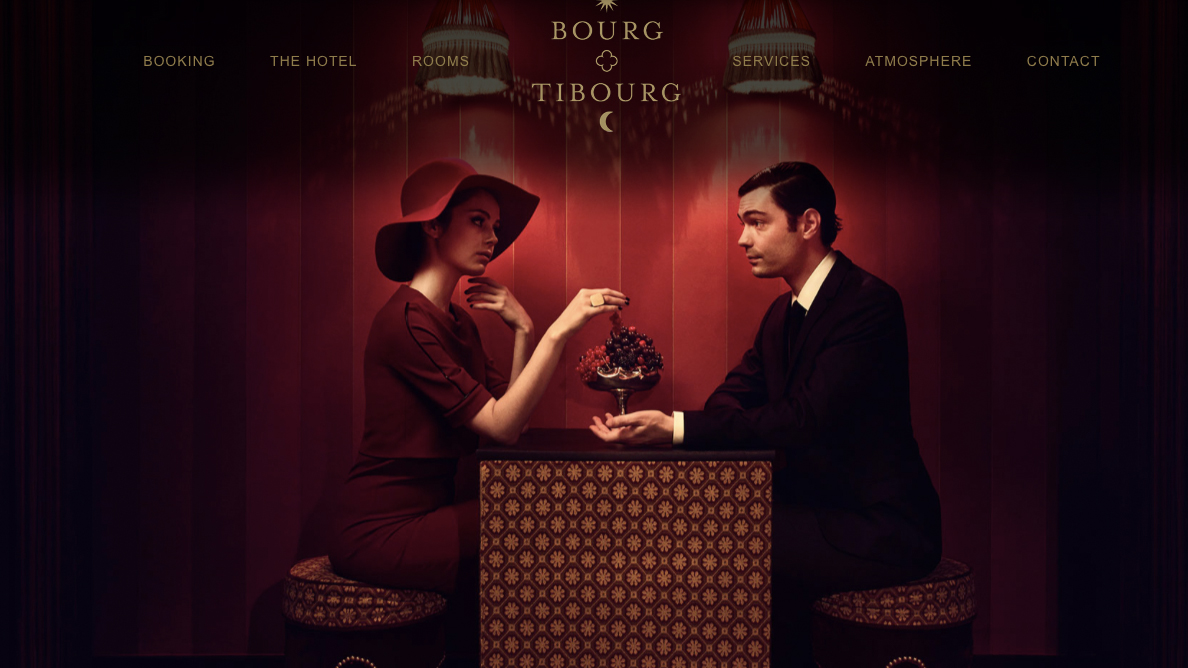 BOURG
BOOKING
THE HOTEL
ROOMS
SERVICES
ATMOSPHERE
CONTACT
TIBOURG